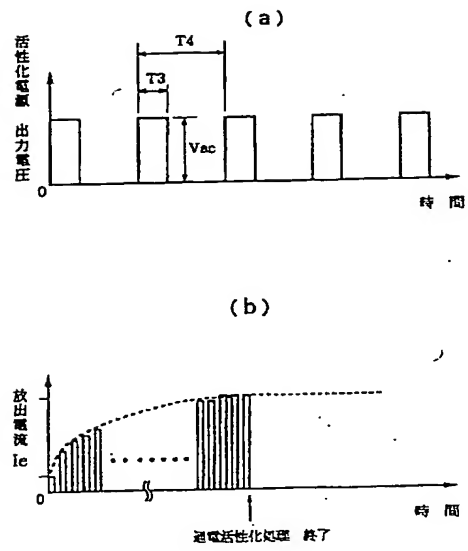 (a)
活性化電源 出力電圧
T4
T3
Vac
0
時間
(b)
放出電流 Ie
0
時間
通電活性化処理 終了